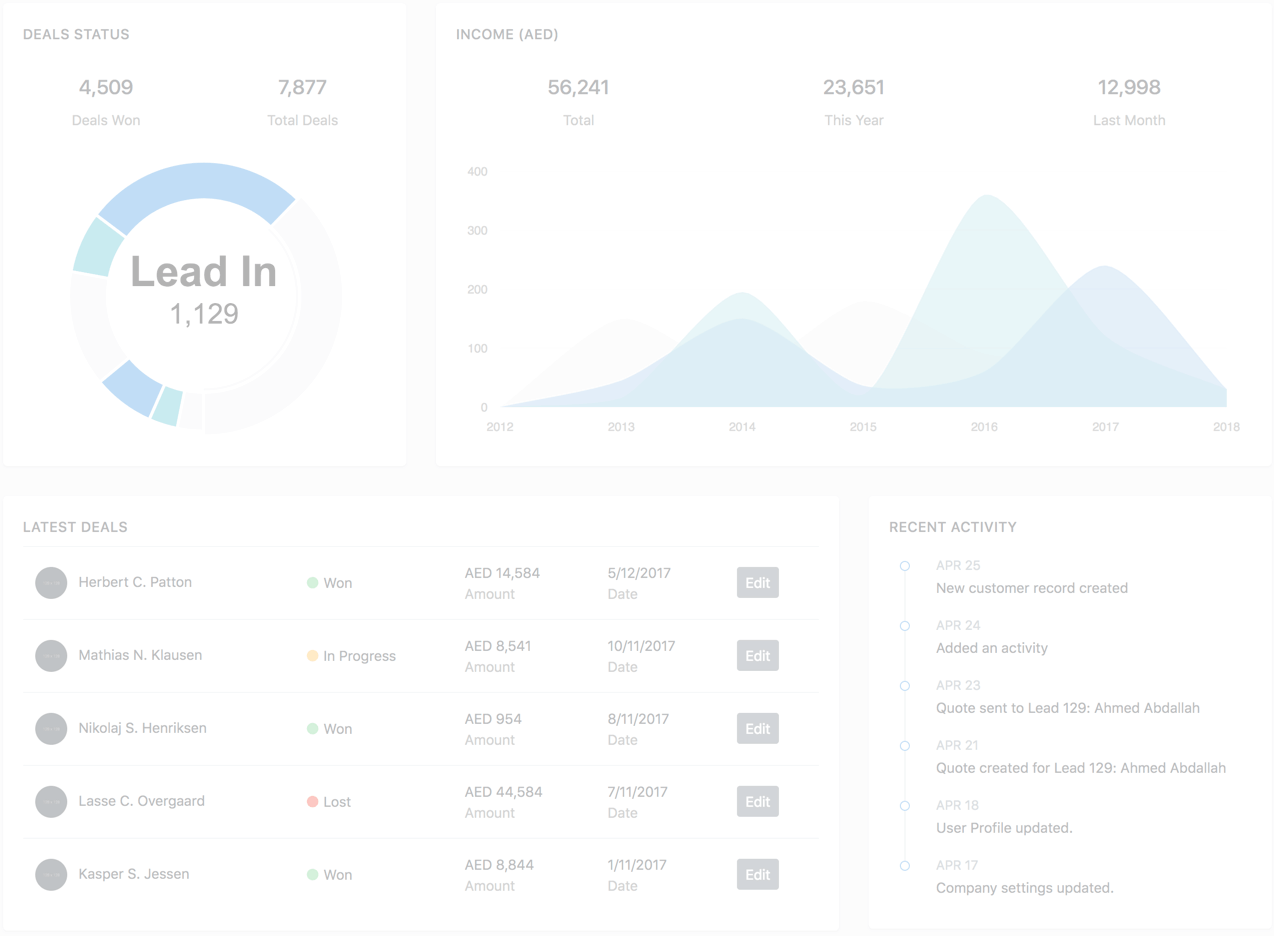 DEALS STATUS
4,509
Deals Won
7,877
Total Deals
Lead In
1,129
INCOME (AED)
56,241
Total
23,651
This Year
12,998
Last Month
400
300
200
100
0
2012 2013 2014 2015 2016 2017 2018
LATEST DEALS
Herbert C. Patton
Won
AED 14,584
Amount
5/12/2017
Date
Edit
Mathias N. Klausen
In Progress
AED 8,541
Amount
10/11/2017
Date
Edit
Nikolaj S. Henriksen
Won
AED 954
Amount
8/11/2017
Date
Edit
Lasse C. Overgaard
Lost
AED 44,584
Amount
7/11/2017
Date
Edit
Kasper S. Jessen
Won
AED 8,844
Amount
1/11/2017
Date
Edit
RECENT ACTIVITY
APR 25
New customer record created
APR 24
Added an activity
APR 23
Quote sent to Lead 129: Ahmed Abdallah
APR 21
Quote created for Lead 129: Ahmed Abdallah
APR 18
User Profile updated.
APR 17
Company settings updated.